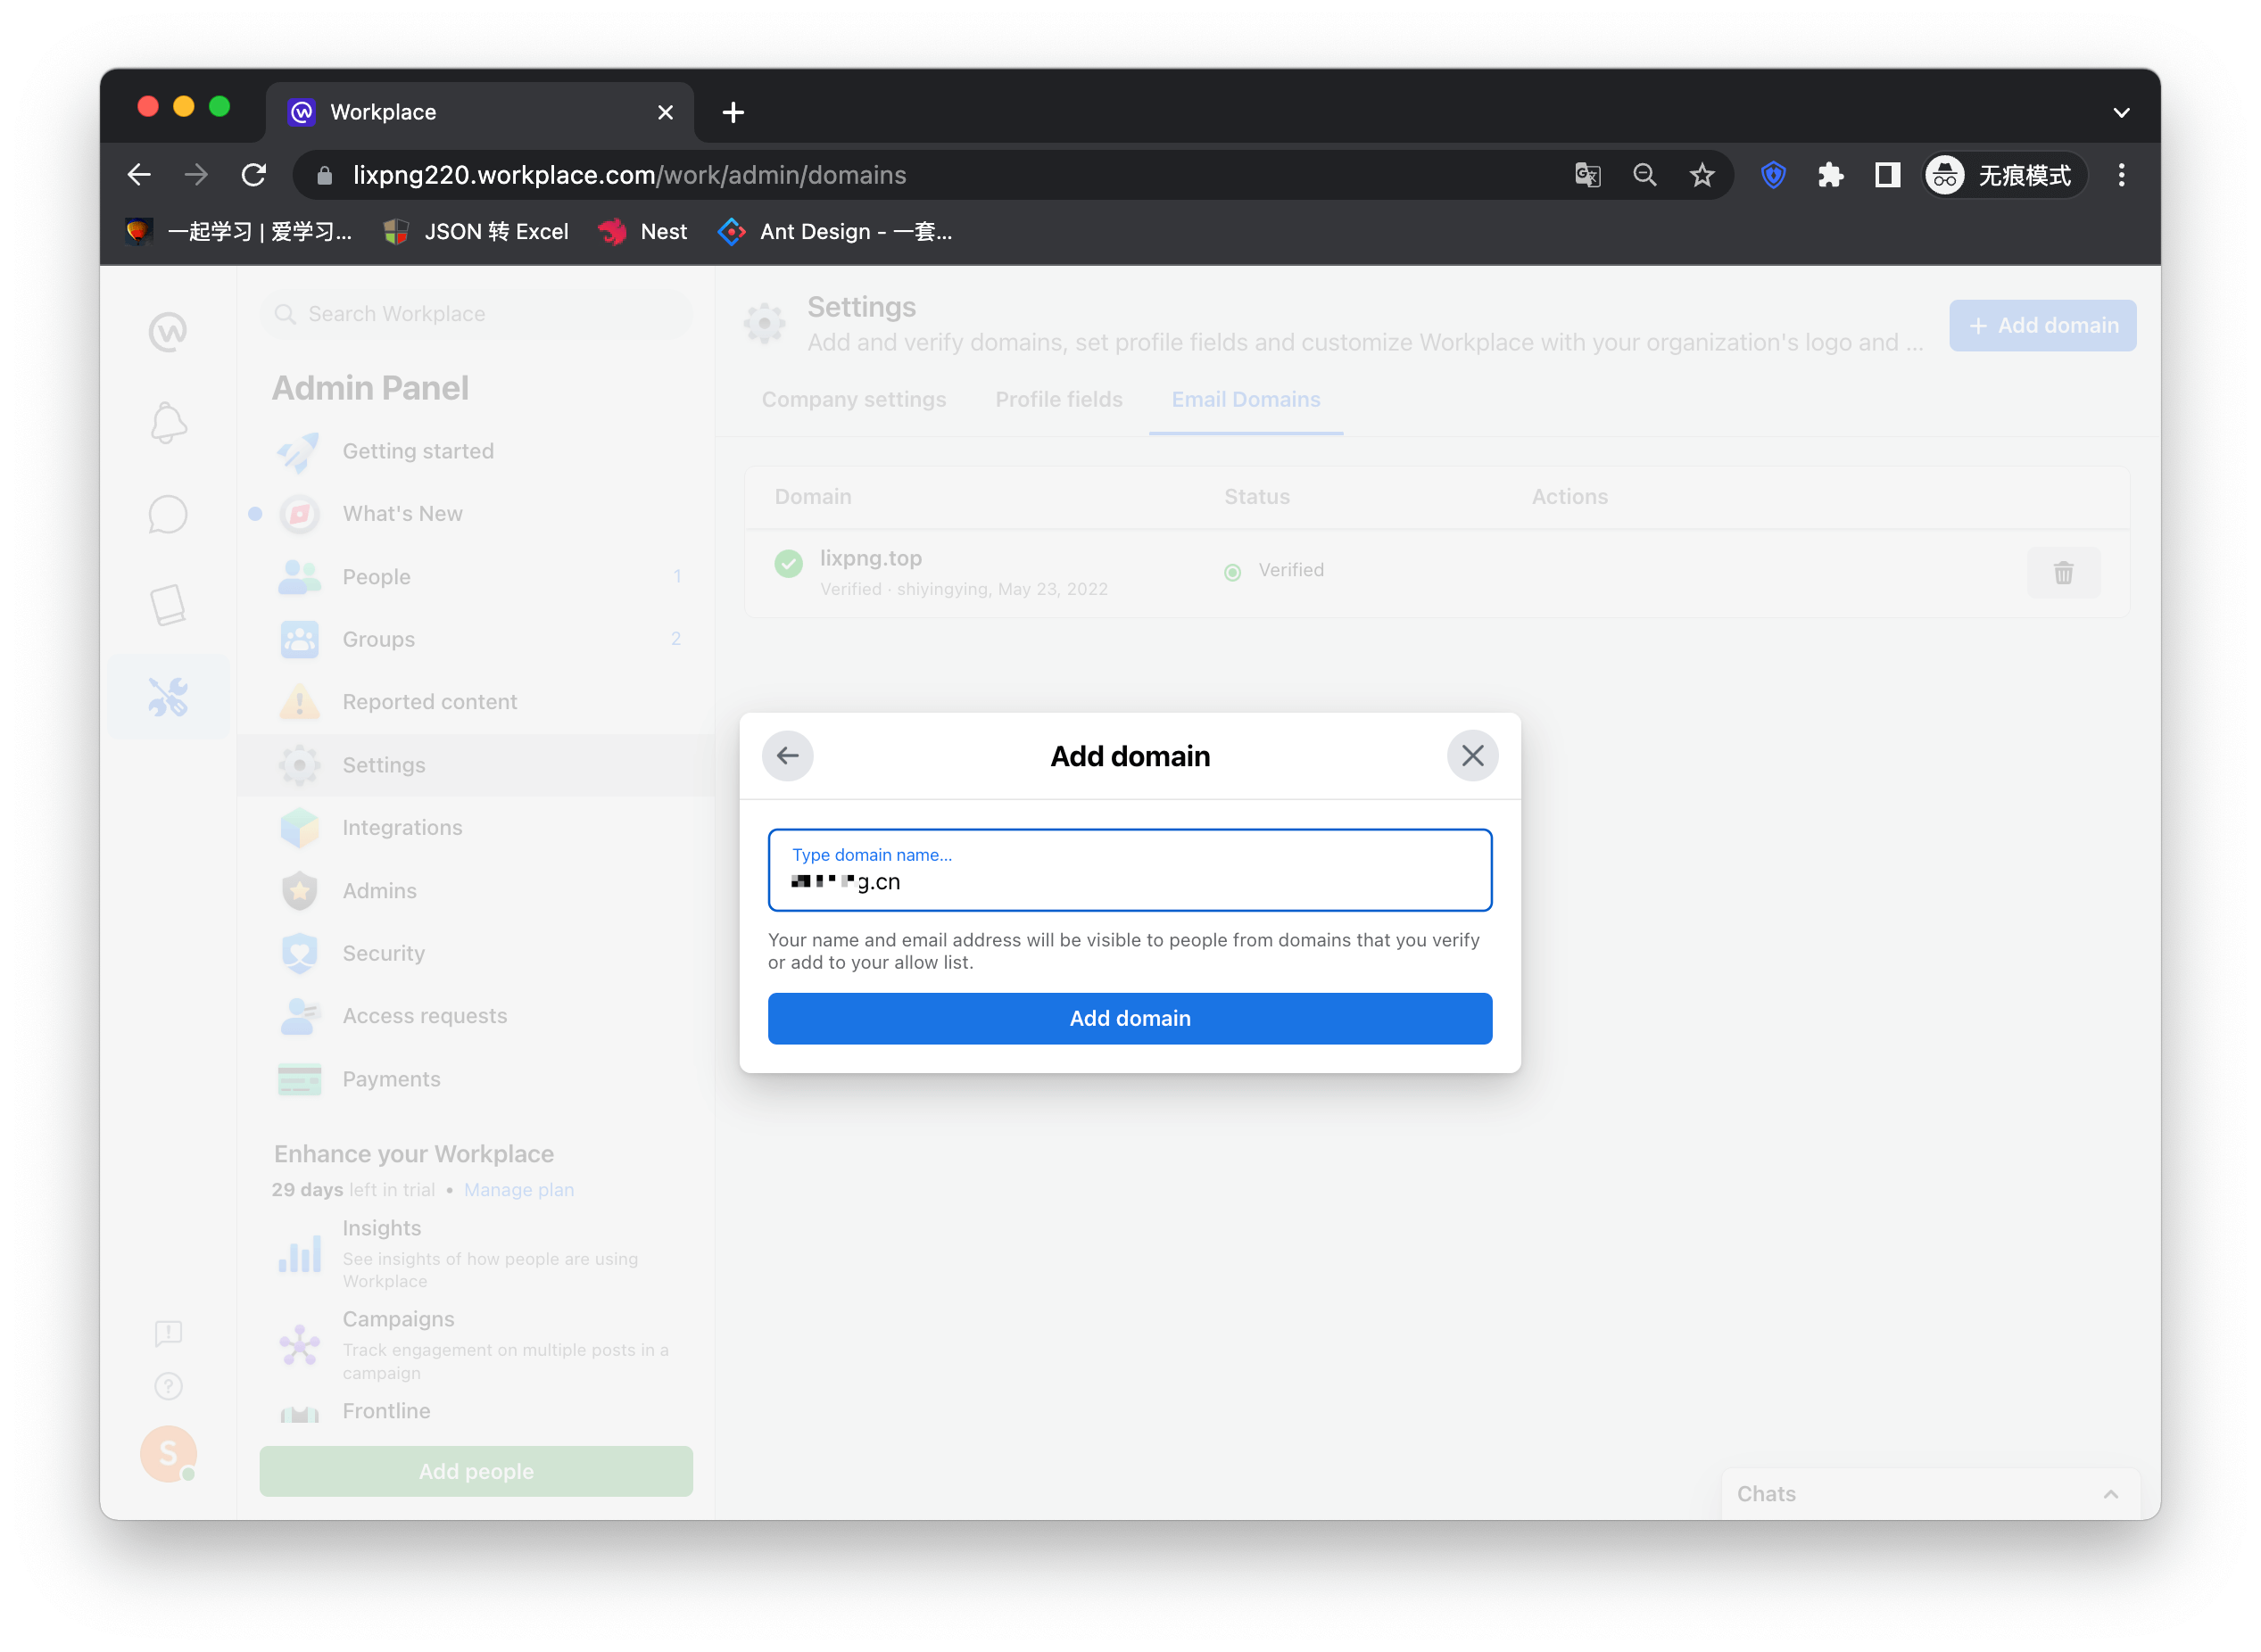 Workplace
lixpng220.workplace.com/work/admin/domains
无痕模式
一起学习 | 爱学习...
JSON 转 Excel
Nest
Ant Design - 一套...
Search Workplace
Admin Panel
Getting started
What's New
People 1
Groups 2
Reported content
Settings
Integrations
Admins
Security
Access requests
Payments
Enhance your Workplace
29 days left in trial • Manage plan
Insights
See insights of how people are using
Workplace
Campaigns
Track engagement on multiple posts in a
campaign
Frontline
Add people
S
Settings
Add and verify domains, set profile fields and customize Workplace with your organization's logo and ...
+ Add domain
Company settings
Profile fields
Email Domains
Domain Status Actions
lixpng.top
Verified · shiyingying, May 23, 2022
Verified
Add domain
Type domain name...
g.cn
Your name and email address will be visible to people from domains that you verify
or add to your allow list.
Add domain
Chats